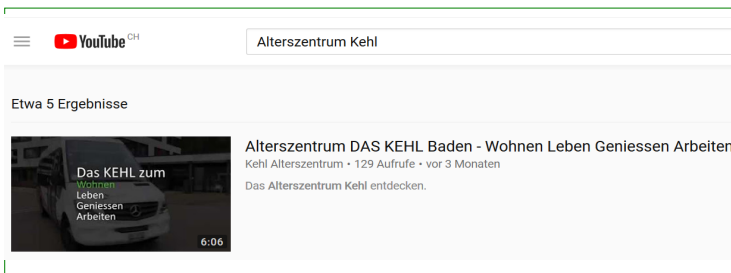 YouTube CH
Alterszentrum Kehl
Etwa 5 Ergebnisse
Das KEHL zum
Wohnen
Leben
Geniessen
Arbeiten
6:06
Alterszentrum DAS KEHL Baden - Wohnen Leben Geniessen Arbeiten
Kehl Alterszentrum • 129 Aufrufe • vor 3 Monaten
Das Alterszentrum Kehl entdecken.